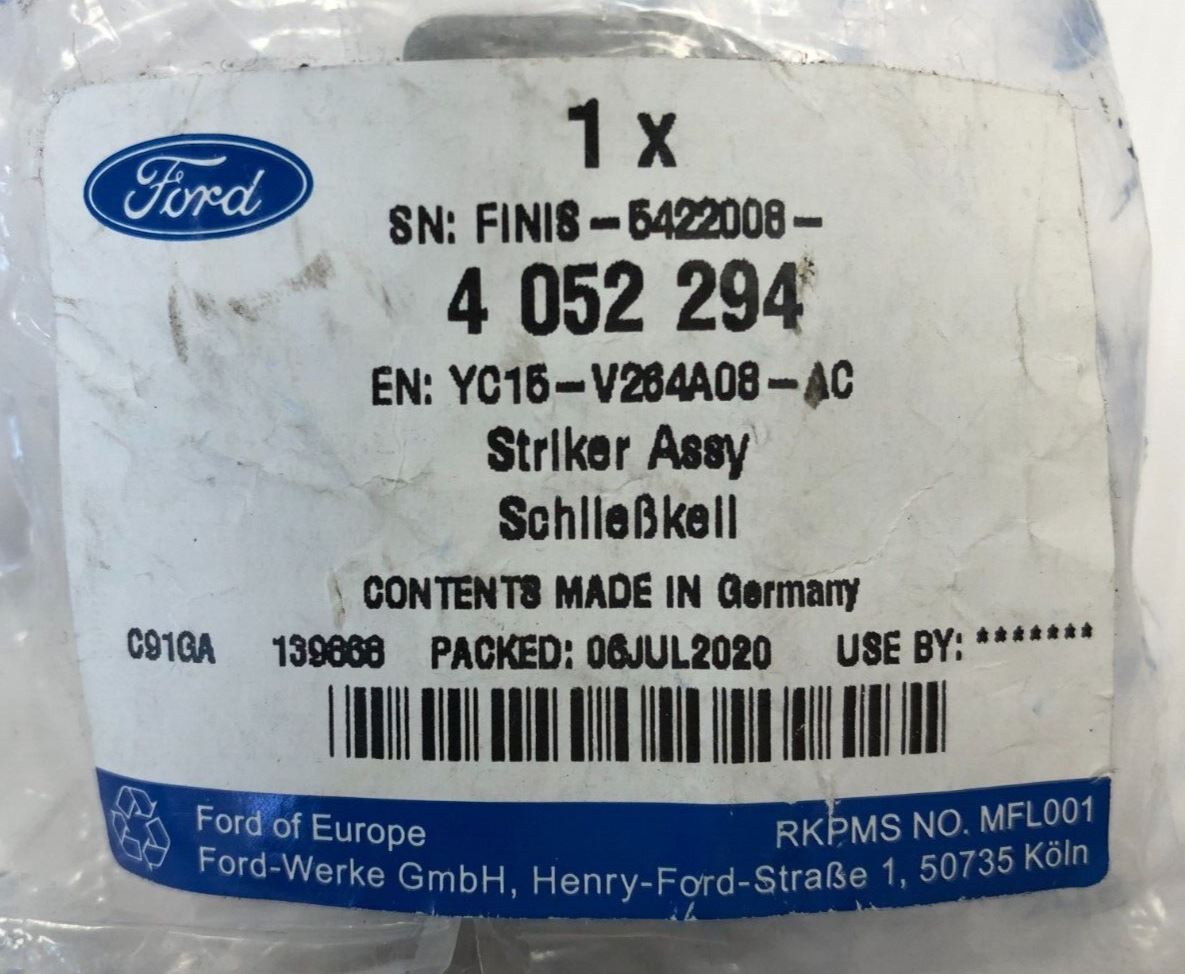 Ford
1 x
SN: FINIS-5422008-
4 052 294
EN: YC15-V264A08-AC
Striker Assy
Schließkeil
CONTENTS MADE IN Germany
C91GA 139666 PACKED: 06JUL2020 USE BY: *******
Ford of Europe
RKPMS NO. MFL001
Ford-Werke GmbH, Henry-Ford-Straße 1, 50735 Köln